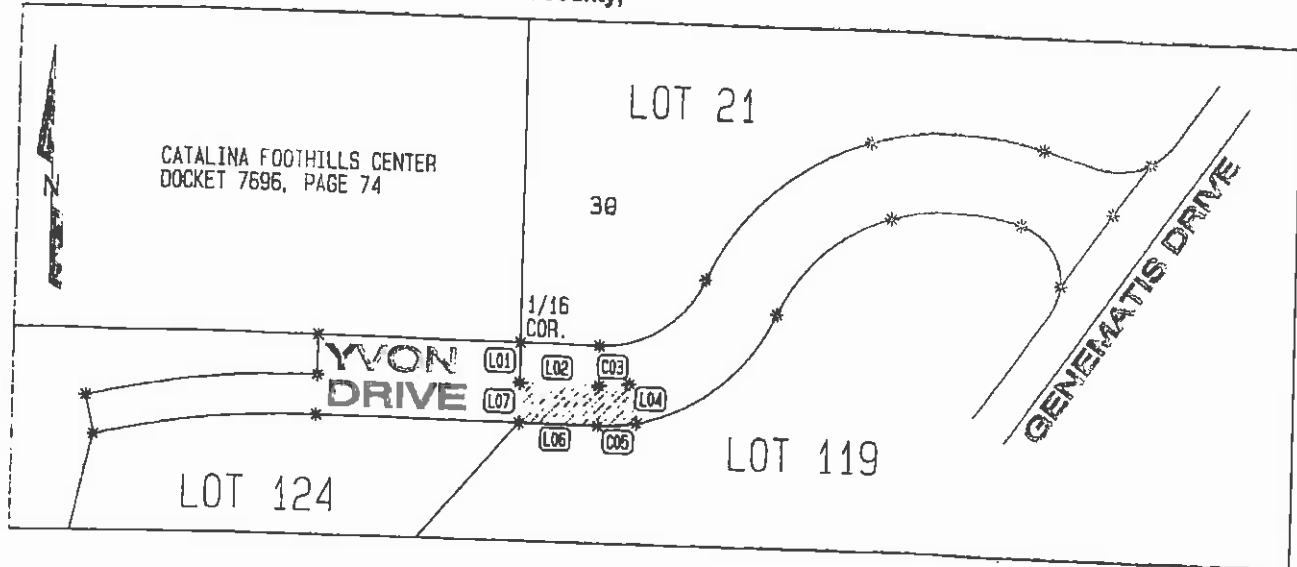 LOT 21
CATALINA FOOTHILLS CENTER
DOCKET 7696, PAGE 74
N
30
1/16
COR.
YVON
DRIVE
L01
L02
C03
L07
L04
L06
C05
GENEMATIS DRIVE
LOT 119
LOT 124